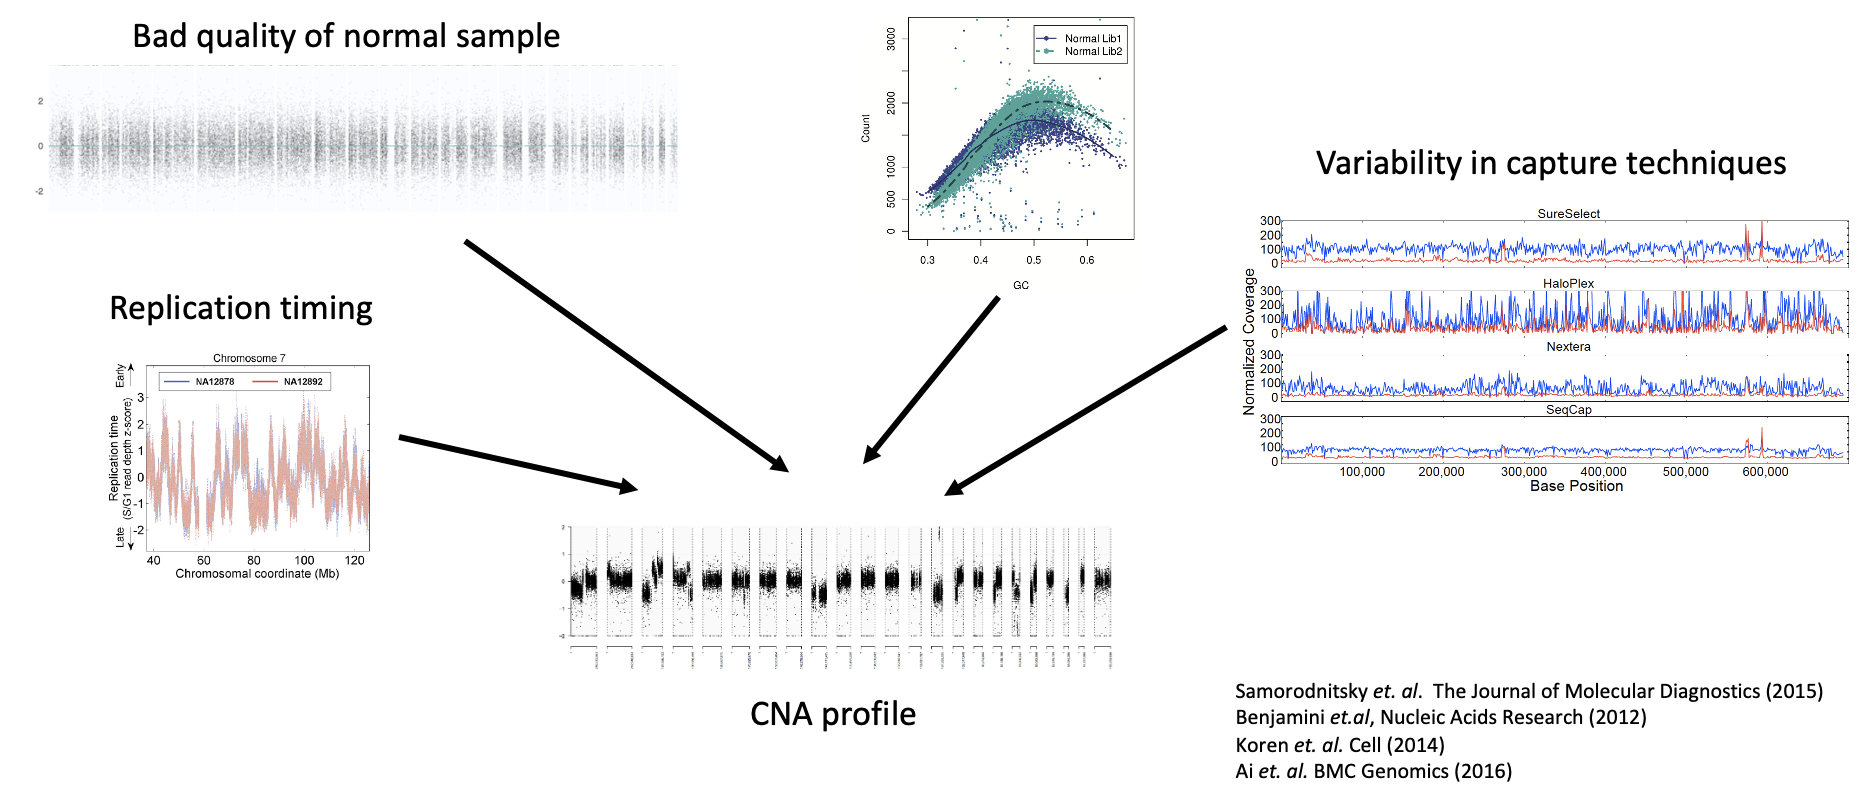 Bad quality of normal sample
2
0
-2
3000
2000
1000
500
0
Count
Normal Lib1
Normal Lib2
0.3 0.4 0.5 0.6
GC
Variability in capture techniques
Normalized Coverage
SureSelect
300
200
100
0
HaloPlex
300
200
100
0
Nextera
300
200
100
0
SeqCap
300
200
100
0
100,000 200,000 300,000 400,000 500,000 600,000
Base Position
Replication timing
Chromosome 7
NA12878 NA12892
Early
Late
Replication time
(S/G1 read depth z-score)
3
2
1
0
-1
-2
40 60 80 100 120
Chromosomal coordinate (Mb)
CNA profile
Samorodnitsky et. al. The Journal of Molecular Diagnostics (2015)
Benjamini et.al, Nucleic Acids Research (2012)
Koren et. al. Cell (2014)
Ai et. al. BMC Genomics (2016)